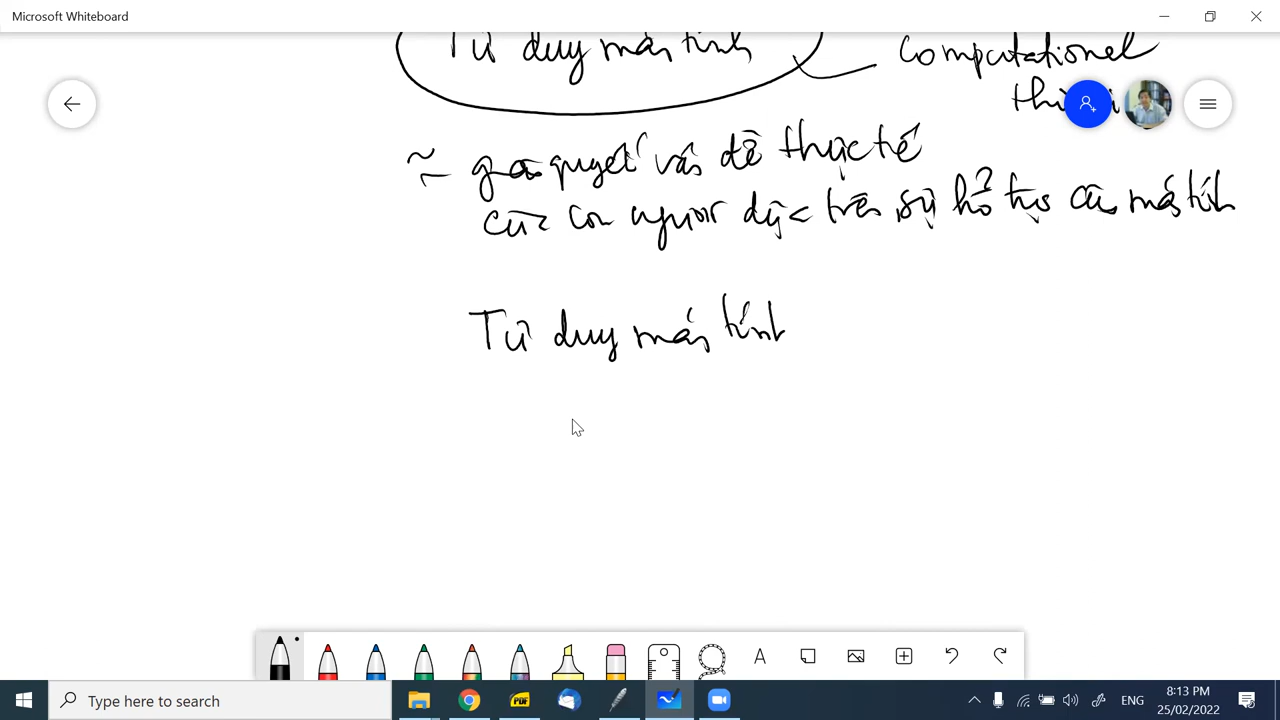 Microsoft Whiteboard
Tư duy máy tính
Computational
≈ giải quyết vấn đề thực tế
của con người dựa trên sự hỗ trợ của máy tính
Tư duy máy tính
A
Type here to search
PDF
ENG
8:13 PM
25/02/2022